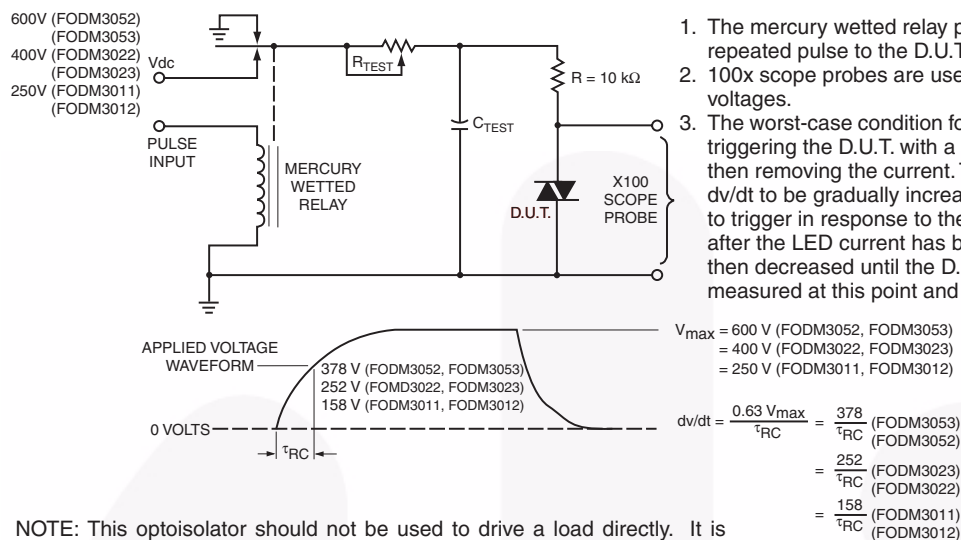 600V (FODM3052)
(FODM3053)
400V (FODM3022)
(FODM3023)
250V (FODM3011)
(FODM3012)
Vdc
PULSE
INPUT
MERCURY
WETTED
RELAY
RTEST
CTEST
R = 10 kΩ
D.U.T.
X100
SCOPE
PROBE
1. The mercury wetted relay p
repeated pulse to the D.U.T
2. 100x scope probes are use
voltages.
3. The worst-case condition fo
triggering the D.U.T. with a
then removing the current. T
dv/dt to be gradually increa
to trigger in response to the
after the LED current has b
then decreased until the D.
measured at this point and
APPLIED VOLTAGE
WAVEFORM
378 V (FODM3052, FODM3053)
252 V (FOMD3022, FODM3023)
158 V (FODM3011, FODM3012)
0 VOLTS
τRC
Vmax = 600 V (FODM3052, FODM3053)
= 400 V (FODM3022, FODM3023)
= 250 V (FODM3011, FODM3012)
dv/dt = 0.63 Vmax / τRC = 378 / τRC (FODM3053)
(FODM3052)
= 252 / τRC (FODM3023)
(FODM3022)
= 158 / τRC (FODM3011)
(FODM3012)
NOTE: This optoisolator should not be used to drive a load directly. It is